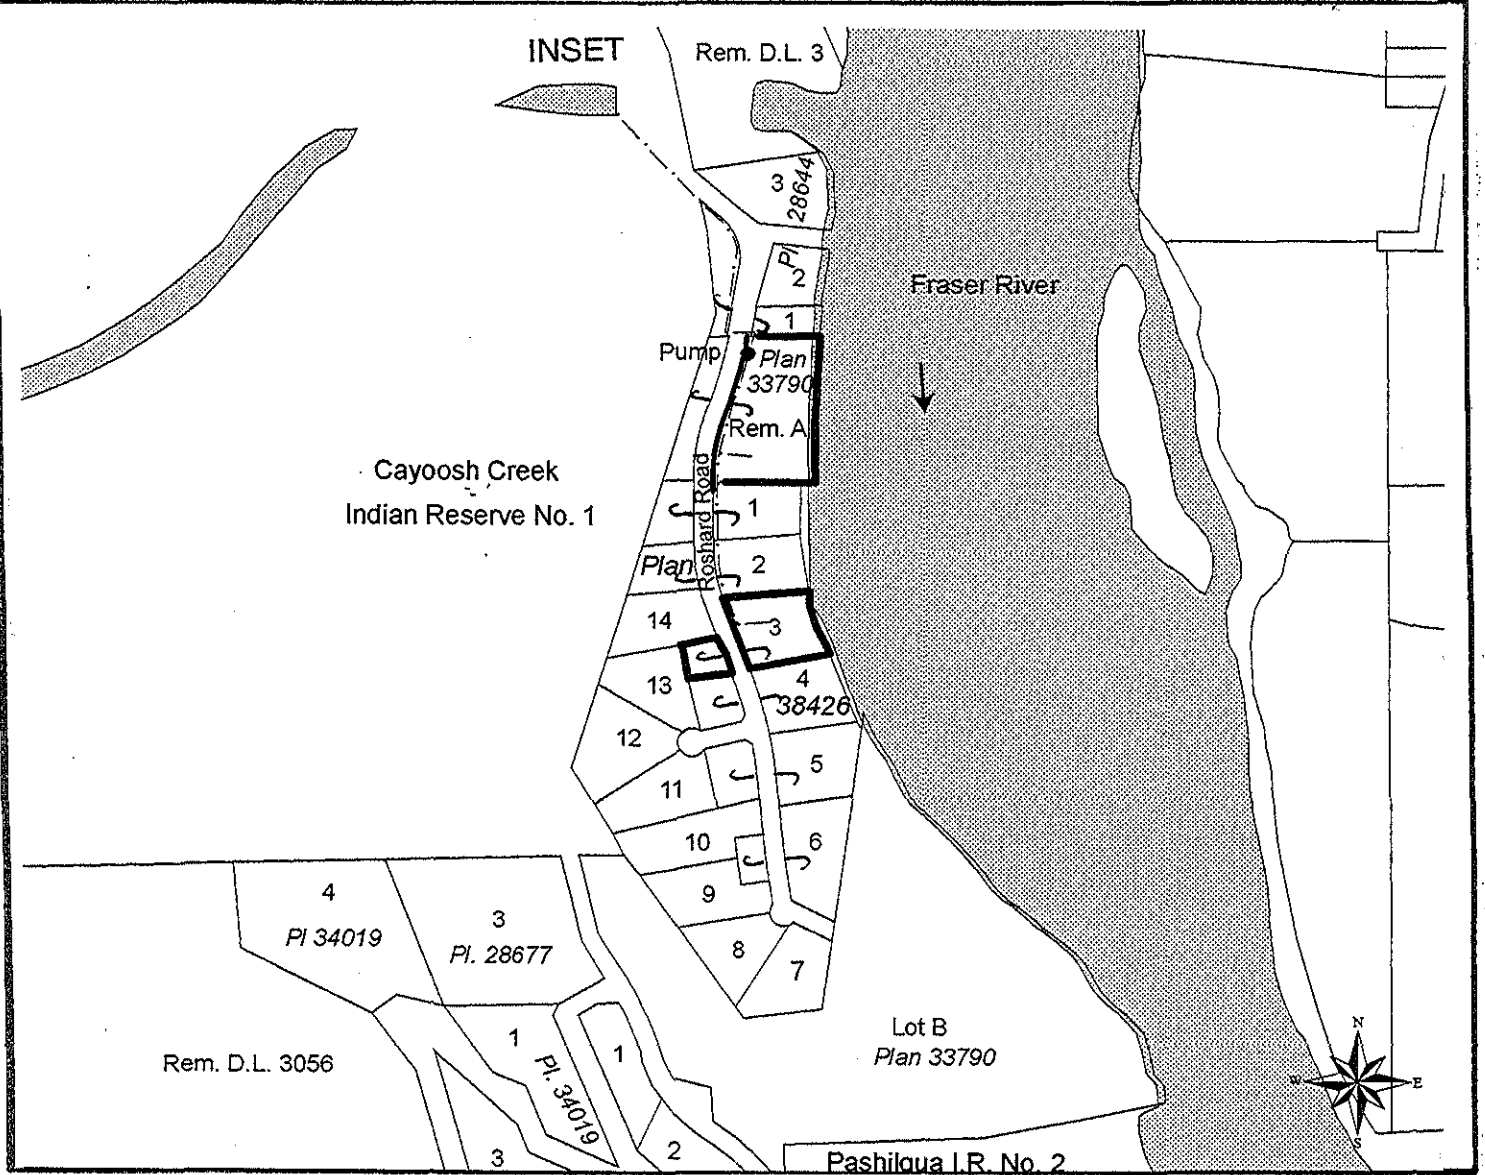 INSET
Rem. D.L. 3
3
28644
Pl
2
Fraser River
1
Pump
Plan
33790
Rem. A
Cayoosh Creek
Indian Reserve No. 1
Roshard Road
1
Plan
2
14
3
13
4
38426
12
5
11
10
6
9
4
Pl 34019
3
Pl. 28677
8
7
Lot B
Plan 33790
Rem. D.L. 3056
1
Pl. 34019
1
3
2
Pashilqua I.R. No. 2
N
W
E
S